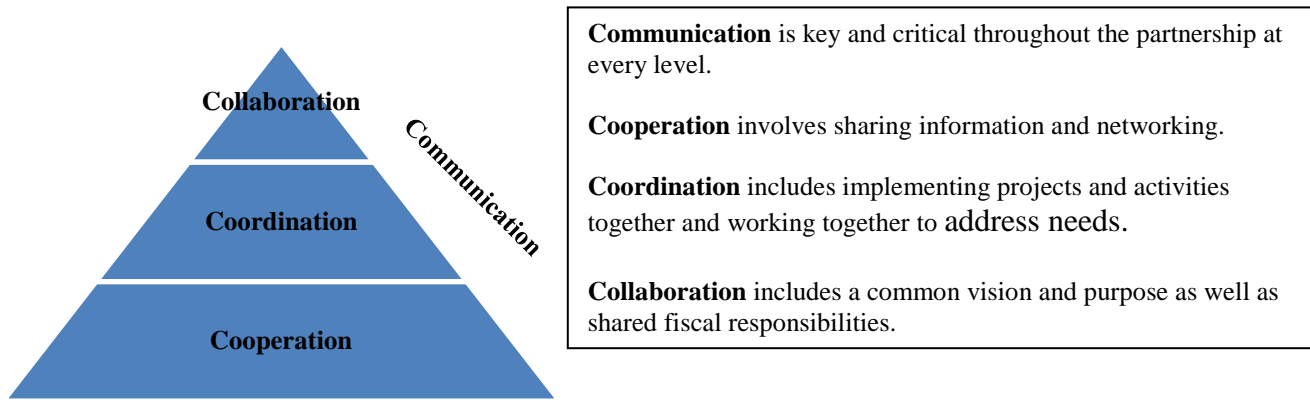 Collaboration
Coordination
Cooperation
Communication
Communication is key and critical throughout the partnership at
every level.
Cooperation involves sharing information and networking.
Coordination includes implementing projects and activities
together and working together to address needs.
Collaboration includes a common vision and purpose as well as
shared fiscal responsibilities.